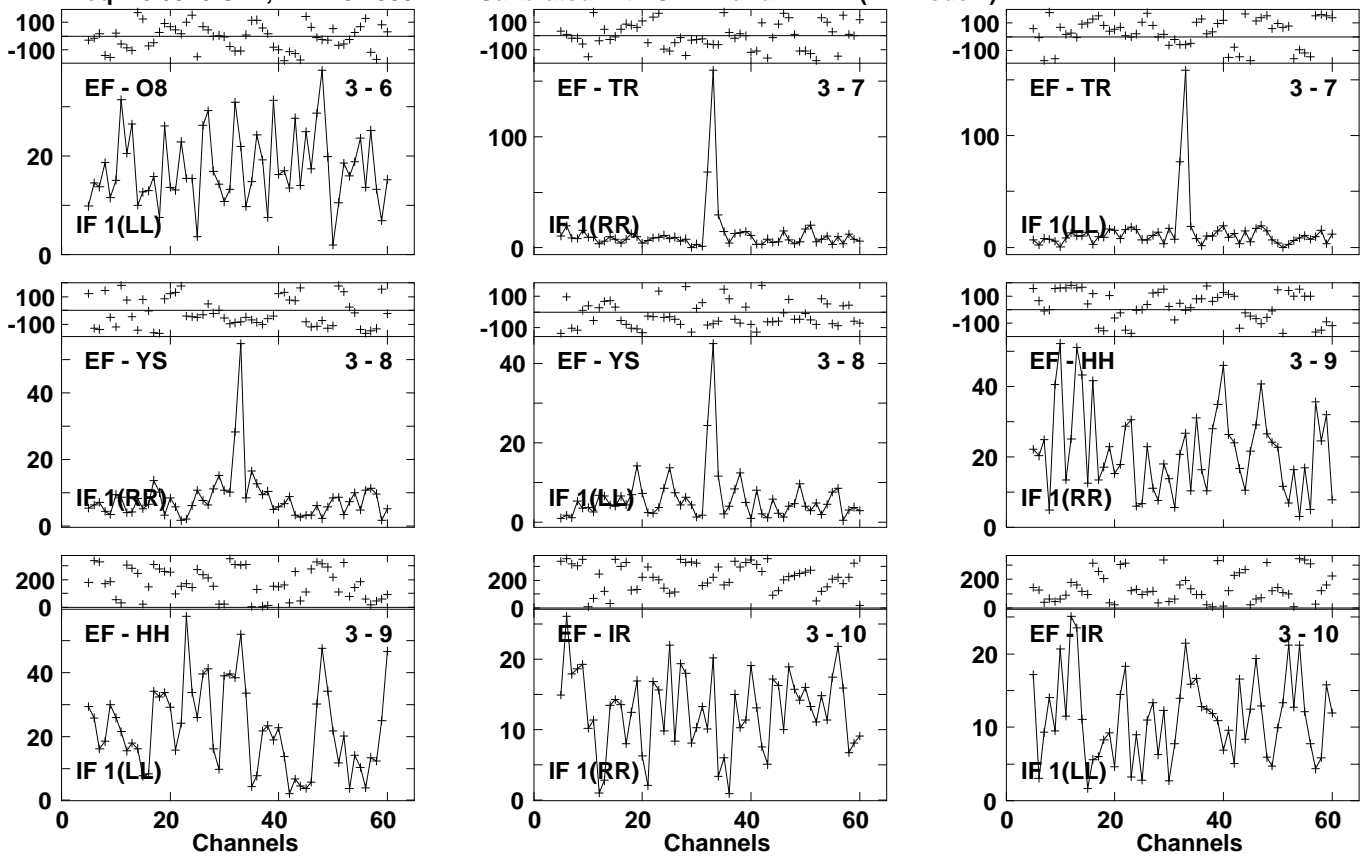 100
-100
EF - O8 3 - 6
20
0
IF 1(LL)
100
-100
EF - TR 3 - 7
100
0
IF 1(RR)
100
-100
EF - TR 3 - 7
100
0
IF 1(LL)
100
-100
EF - YS 3 - 8
40
20
0
IF 1(RR)
100
-100
EF - YS 3 - 8
40
20
0
IF 1(LL)
100
-100
EF - HH 3 - 9
40
20
0
IF 1(RR)
200
0
EF - HH 3 - 9
40
20
0
IF 1(LL)
0 20 40 60
Channels
200
0
EF - IR 3 - 10
20
10
0
IF 1(RR)
0 20 40 60
Channels
200
0
EF - IR 3 - 10
20
10
0
IF 1(LL)
0 20 40 60
Channels